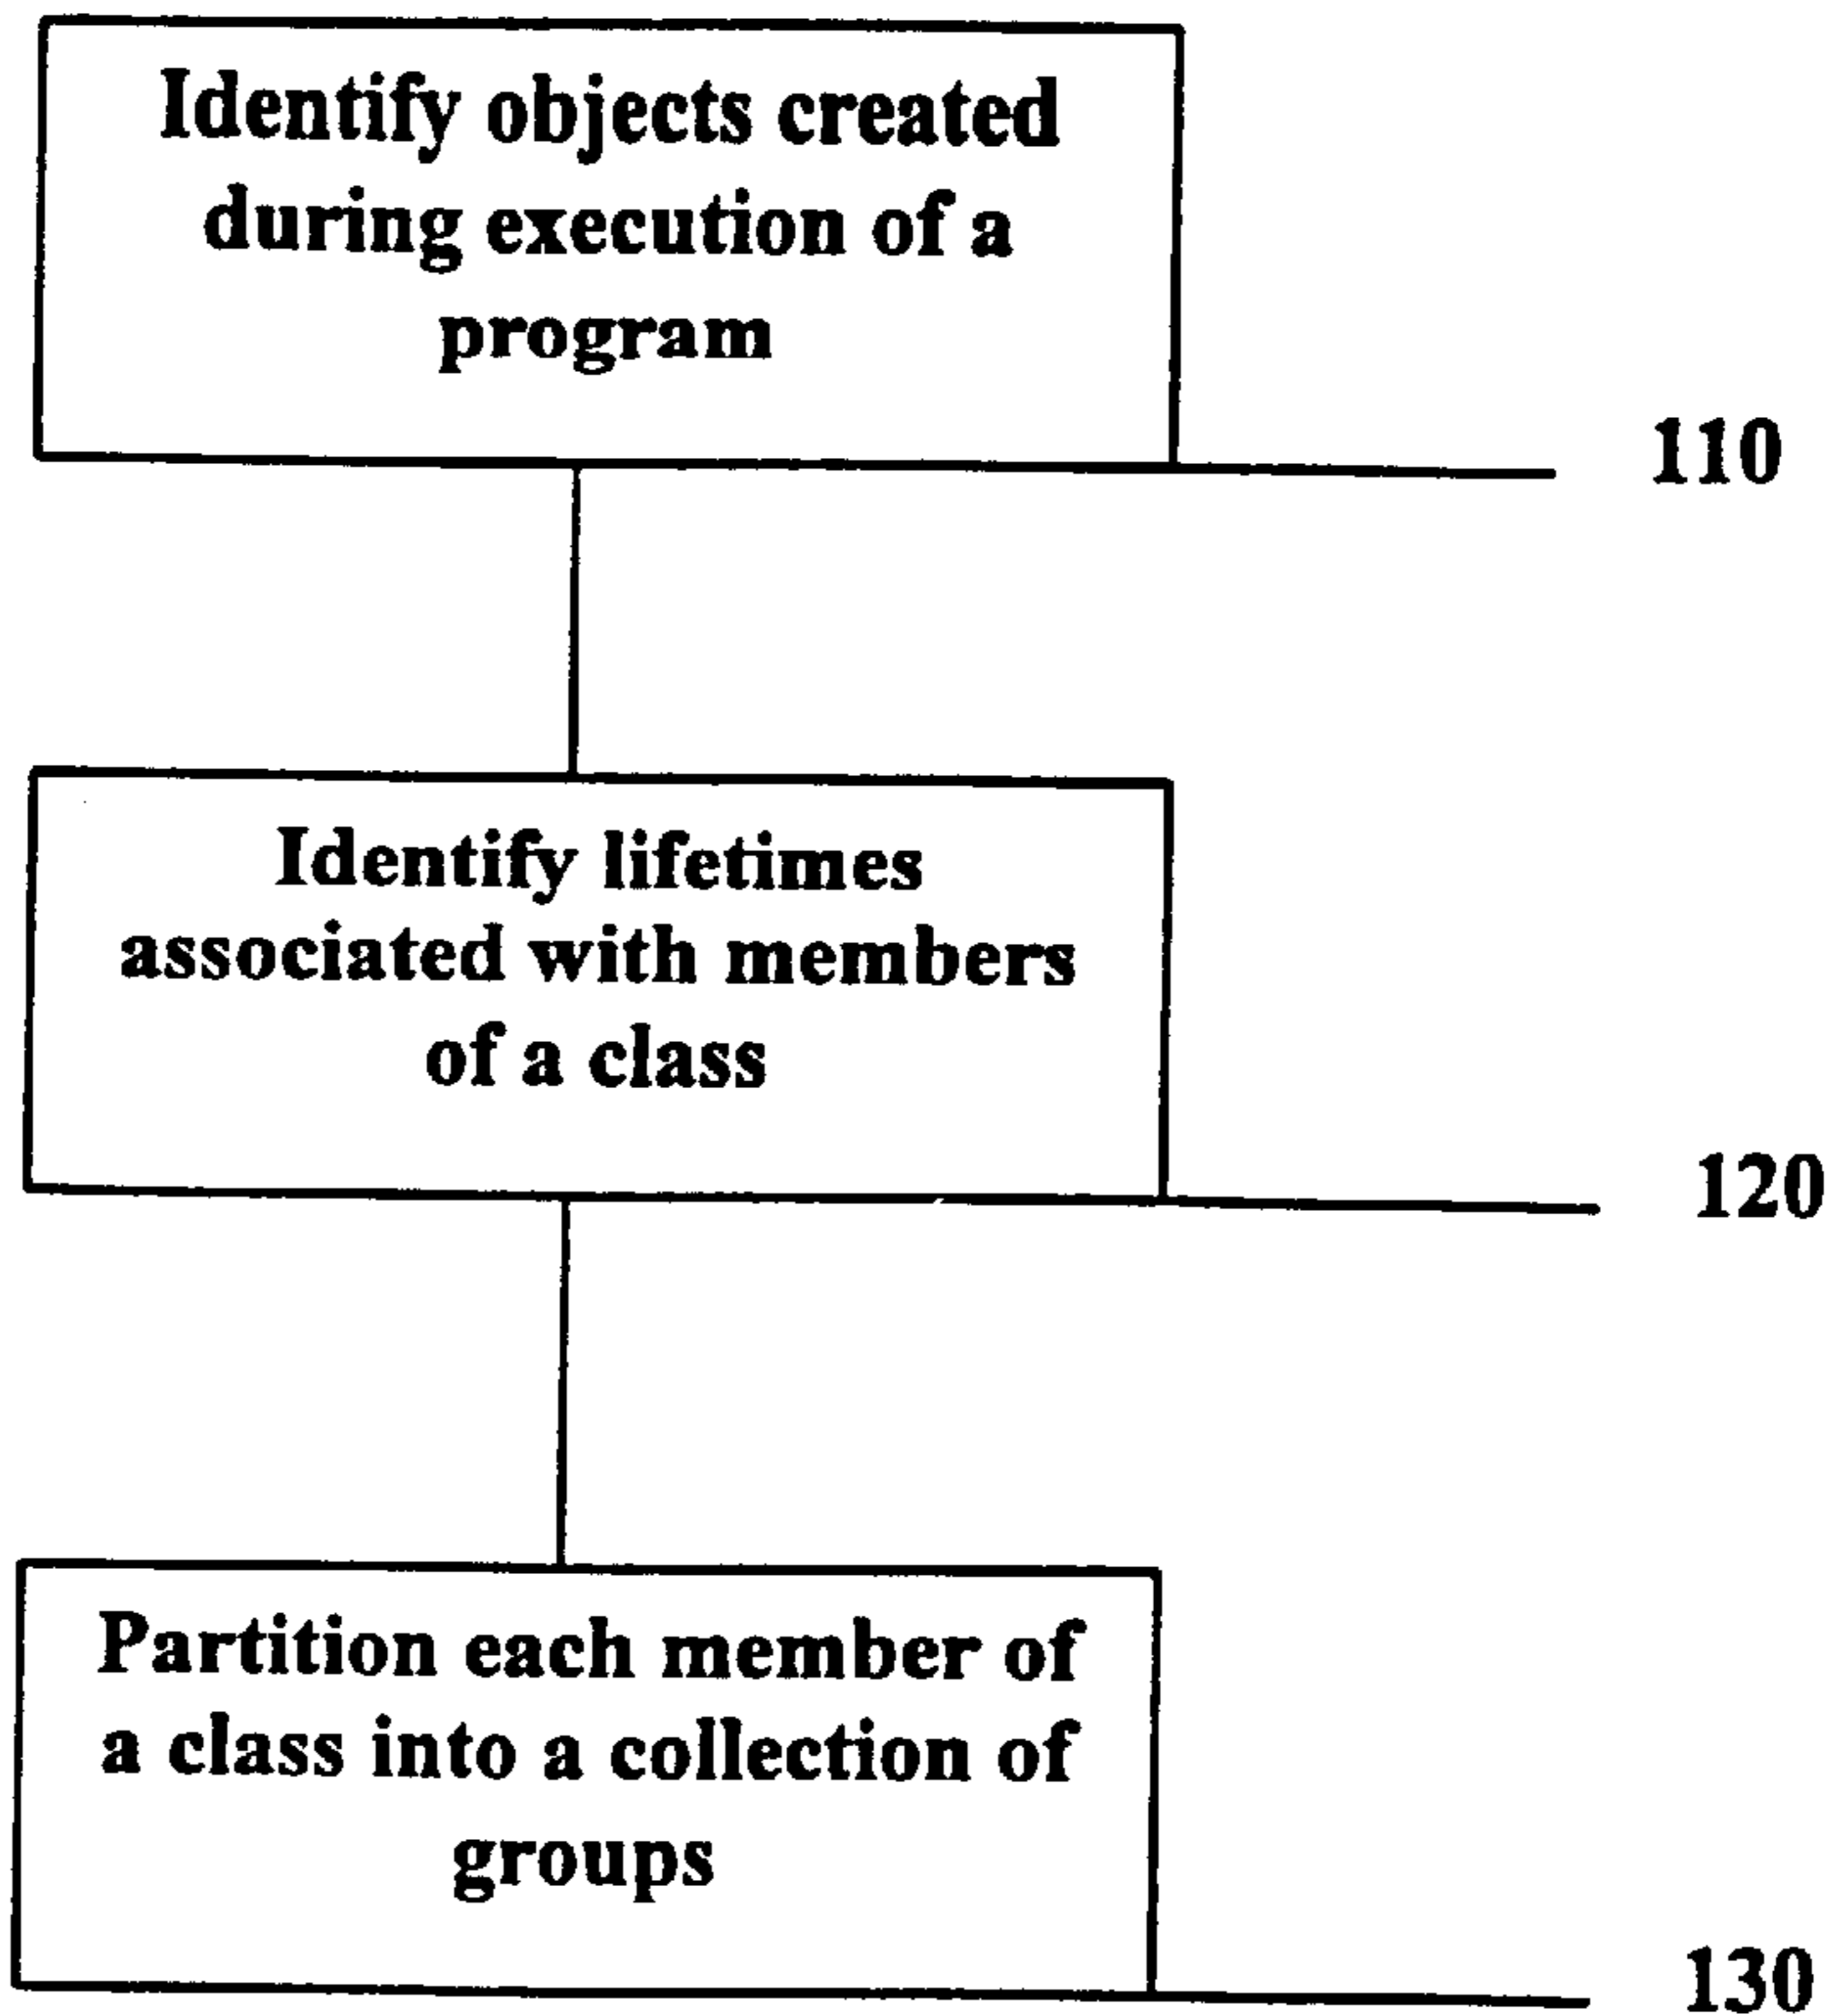 Identify objects created
during execution of a
program
110
Identify lifetimes
associated with members
of a class
120
Partition each member of
a class into a collection of
groups
130